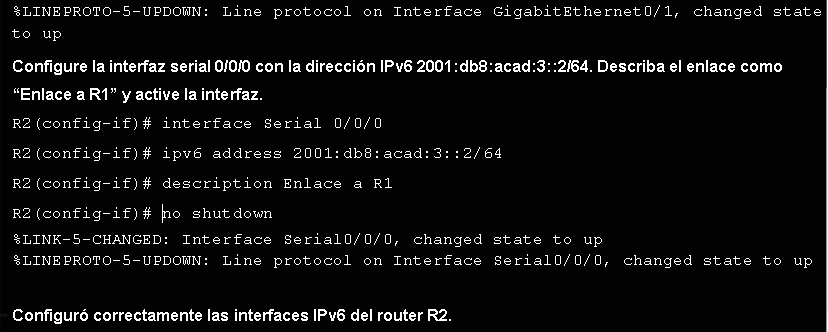 %LINEPROTO-5-UPDOWN: Line protocol on Interface GigabitEthernet0/1, changed state
to up
Configure la interfaz serial 0/0/0 con la dirección IPv6 2001:db8:acad:3::2/64. Describa el enlace como
“Enlace a R1” y active la interfaz.
R2(config-if)# interface Serial 0/0/0
R2(config-if)# ipv6 address 2001:db8:acad:3::2/64
R2(config-if)# description Enlace a R1
R2(config-if)# no shutdown
%LINK-5-CHANGED: Interface Serial0/0/0, changed state to up
%LINEPROTO-5-UPDOWN: Line protocol on Interface Serial0/0/0, changed state to up
Configuró correctamente las interfaces IPv6 del router R2.